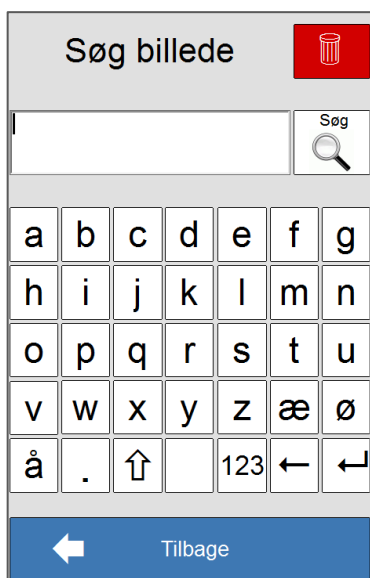 Søg billede
Søg
a b c d e f g
h i j k l m n
o p q r s t u
v w x y z æ ø
å . ⇧ 123 ← ↵
Tilbage